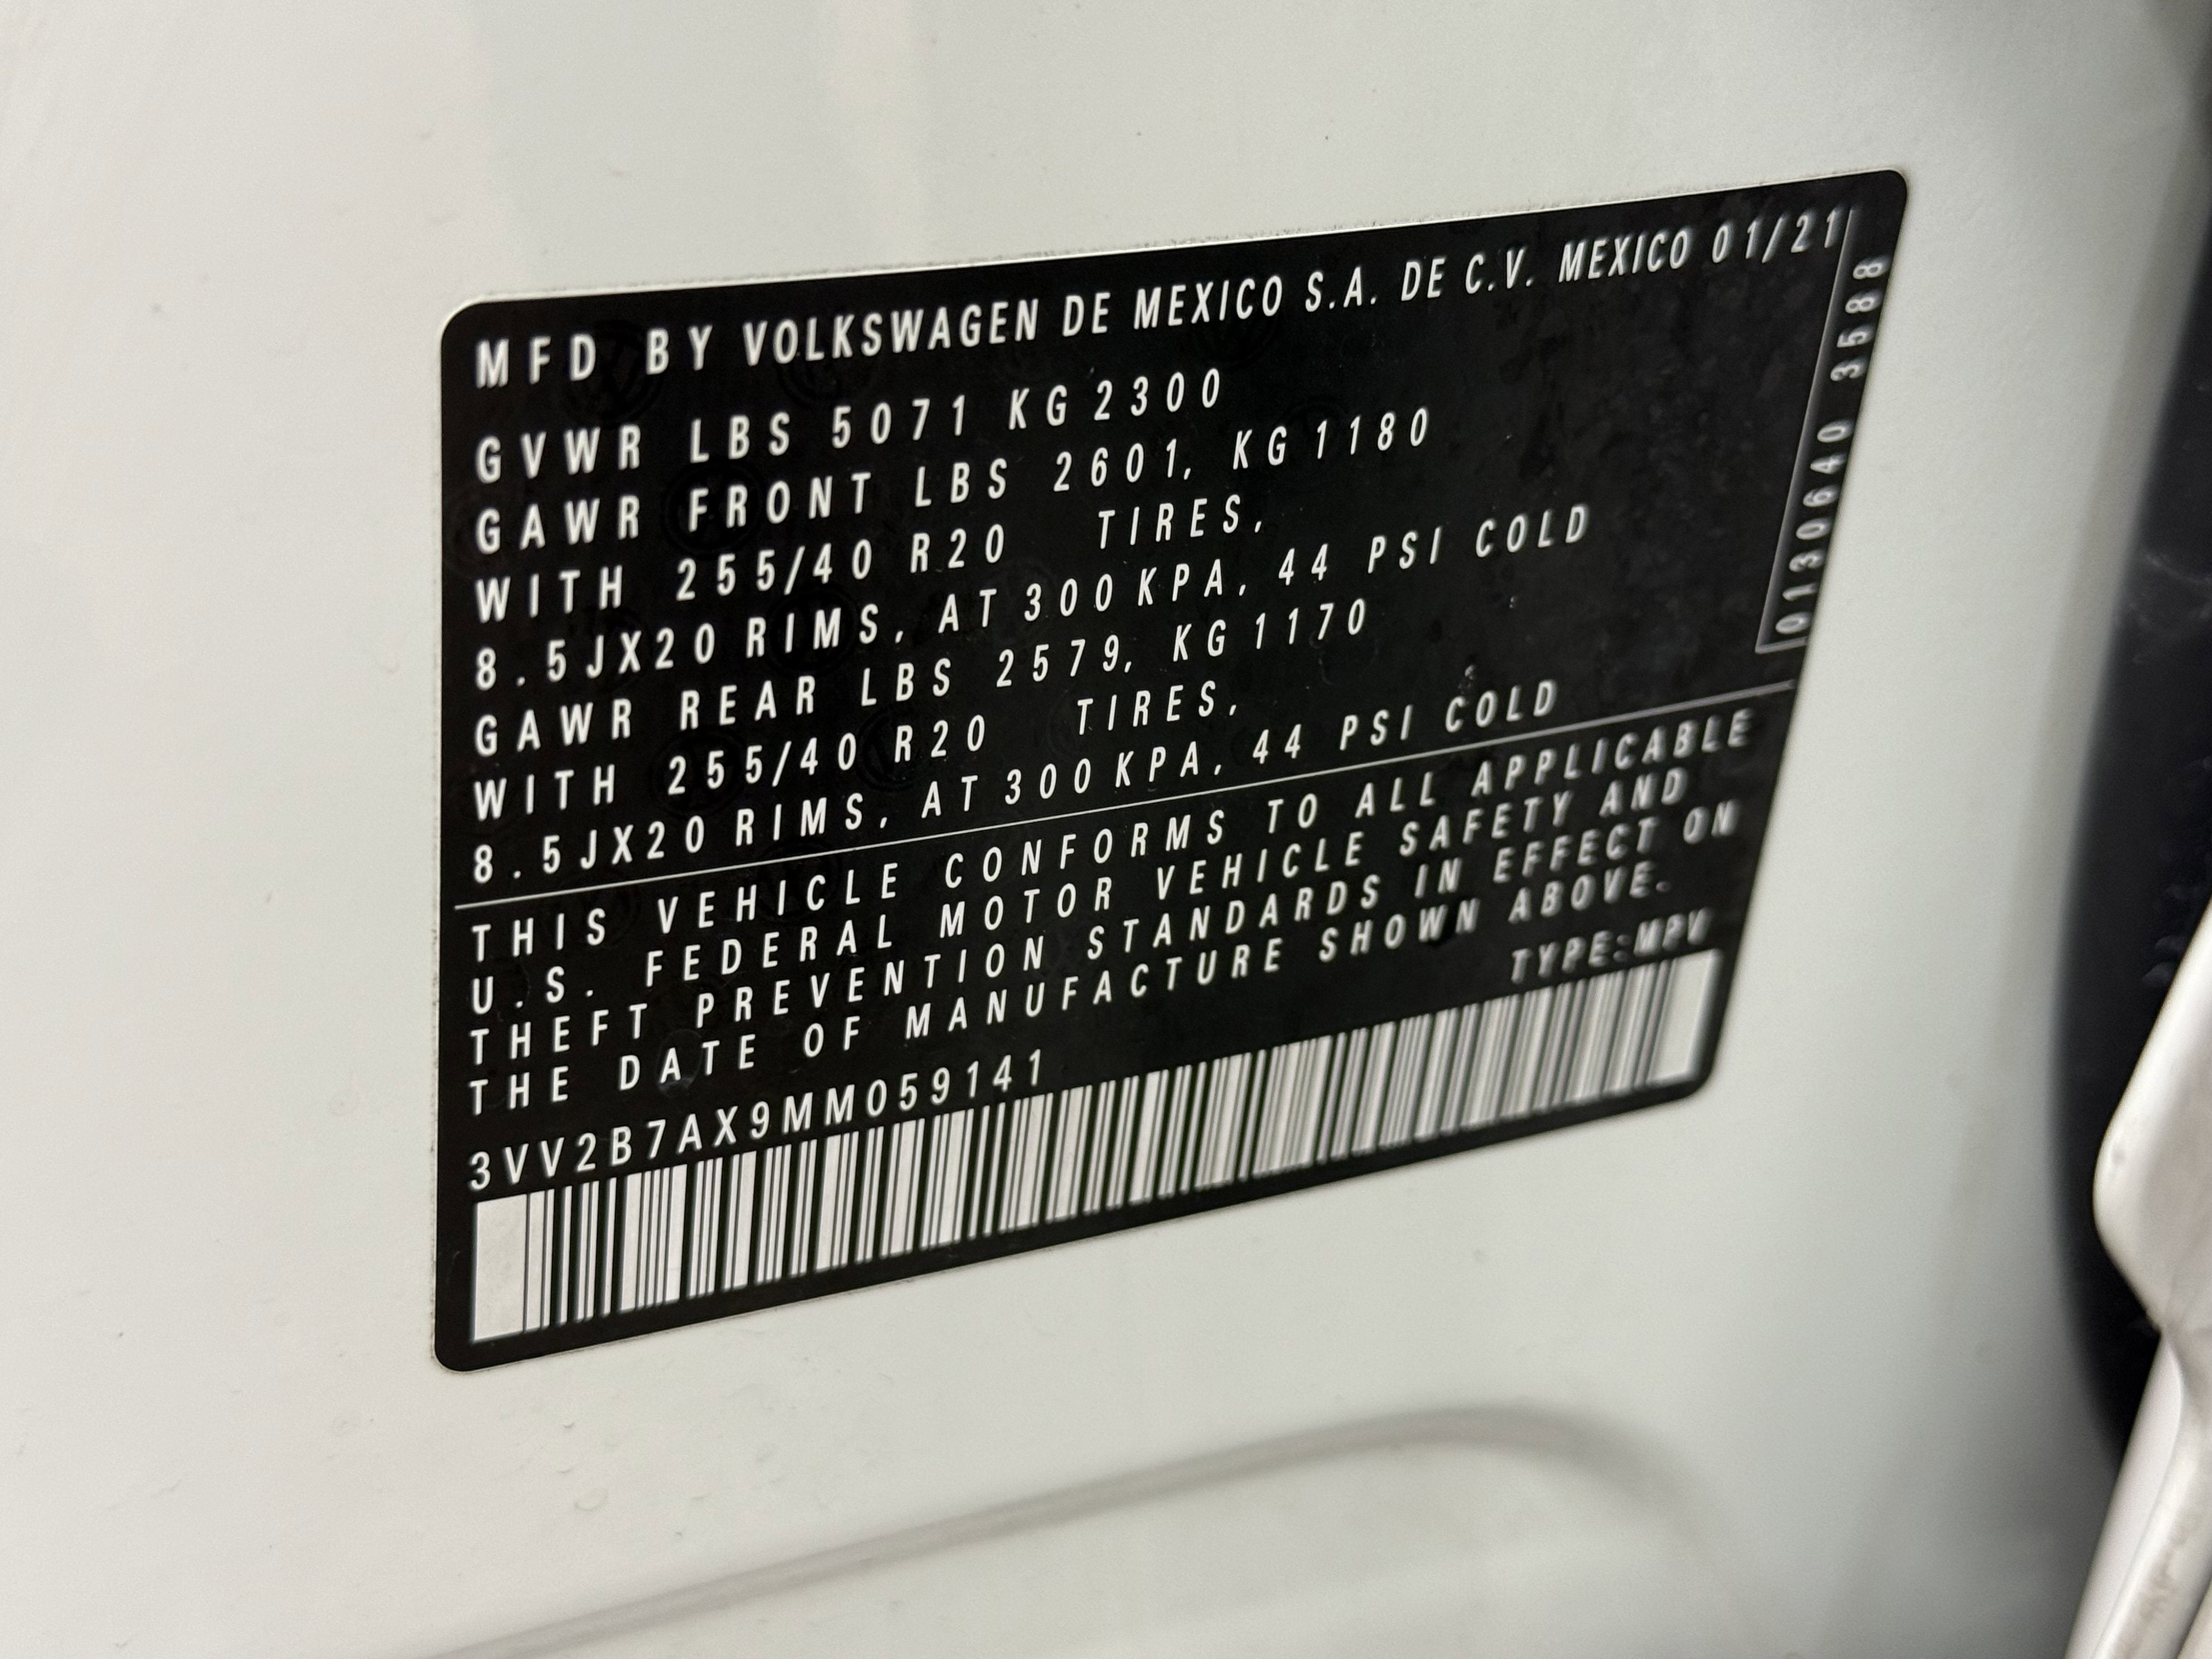 MFD BY VOLKSWAGEN DE MEXICO S.A. DE C.V. MEXICO 01/21
GVWR LBS 5071 KG 2300
GAWR FRONT LBS 2601, KG 1180
WITH 255/40 R20 TIRES,
8.5JX20 RIMS, AT 300 KPA, 44 PSI COLD
GAWR REAR LBS 2579, KG 1170
WITH 255/40 R20 TIRES,
8.5JX20 RIMS, AT 300 KPA, 44 PSI COLD
0130640 3588
THIS VEHICLE CONFORMS TO ALL APPLICABLE
U.S. FEDERAL MOTOR VEHICLE SAFETY AND
THEFT PREVENTION STANDARDS IN EFFECT ON
THE DATE OF MANUFACTURE SHOWN ABOVE.
TYPE:MPV
3VV2B7AX9MM059141